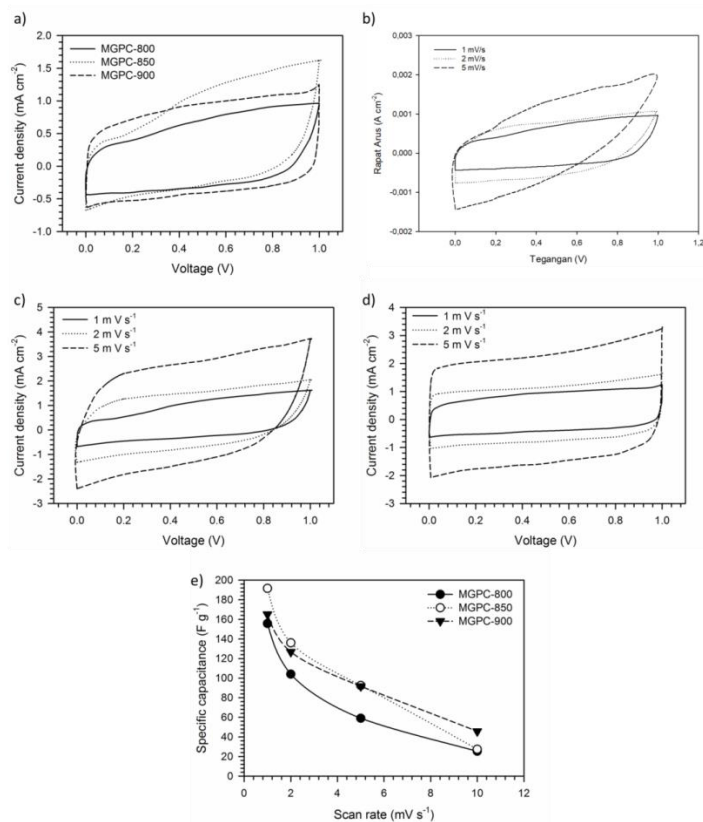 a)
MGPC-800
MGPC-850
MGPC-900
Current density (mA cm⁻²)
2.0
1.5
1.0
0.5
0.0
-0.5
-1.0
0.0 0.2 0.4 0.6 0.8 1.0
Voltage (V)
b)
1 mV/s
2 mV/s
5 mV/s
Rapat Arus (A cm⁻²)
0.003
0.002
0.001
0.000
-0.001
-0.002
0,0 0,2 0,4 0,6 0,8 1,0 1,2
Tegangan (V)
c)
1 m V s⁻¹
2 m V s⁻¹
5 m V s⁻¹
Current density (mA cm⁻²)
5
4
3
2
1
0
-1
-2
-3
0.0 0.2 0.4 0.6 0.8 1.0
Voltage (V)
d)
1 m V s⁻¹
2 m V s⁻¹
5 m V s⁻¹
Current density (mA cm⁻²)
4
3
2
1
0
-1
-2
-3
0.0 0.2 0.4 0.6 0.8 1.0
Voltage (V)
e)
MGPC-800
MGPC-850
MGPC-900
Specific capacitance (F g⁻¹)
200
180
160
140
120
100
80
60
40
20
0
0 2 4 6 8 10 12
Scan rate (mV s⁻¹)